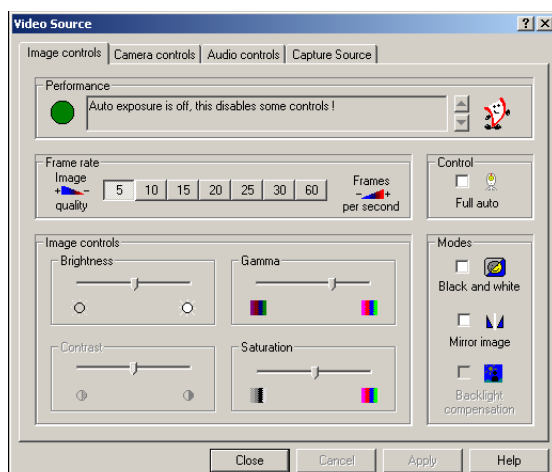 Video Source
Image controls Camera controls Audio controls Capture Source
Performance
Auto exposure is off, this disables some controls !
Frame rate
Image
quality
5 10 15 20 25 30 60
Frames
per second
Control
Full auto
Image controls
Brightness
Gamma
Contrast
Saturation
Modes
Black and white
Mirror image
Backlight
compensation
Close Cancel Apply Help